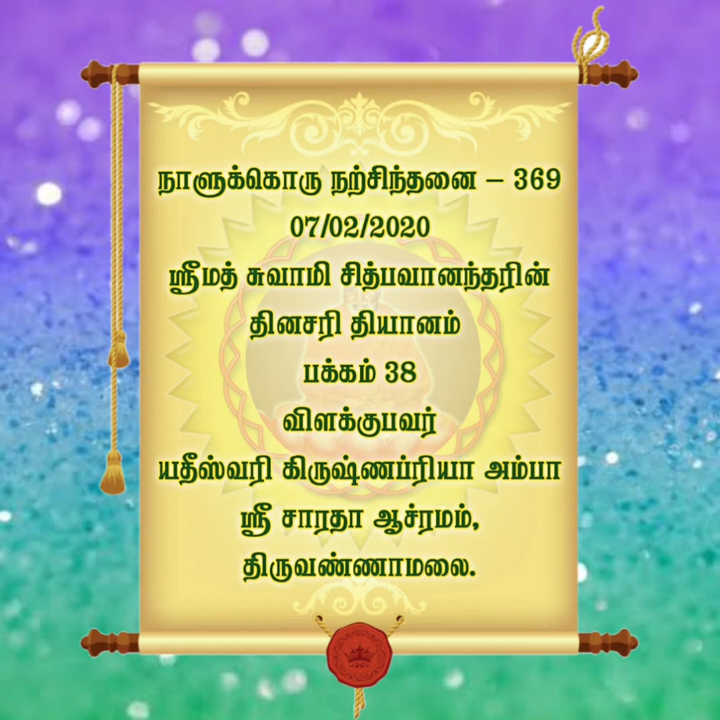 நாளுக்கொரு நற்சிந்தனை – 369
07/02/2020
ஸ்ரீமத் சுவாமி சித்பவானந்தரின்
தினசரி தியானம்
பக்கம் 38
விளக்குபவர்
யதீஸ்வரி கிருஷ்ணப்ரியா அம்பா
ஸ்ரீ சாரதா ஆச்ரமம்,
திருவண்ணாமலை.